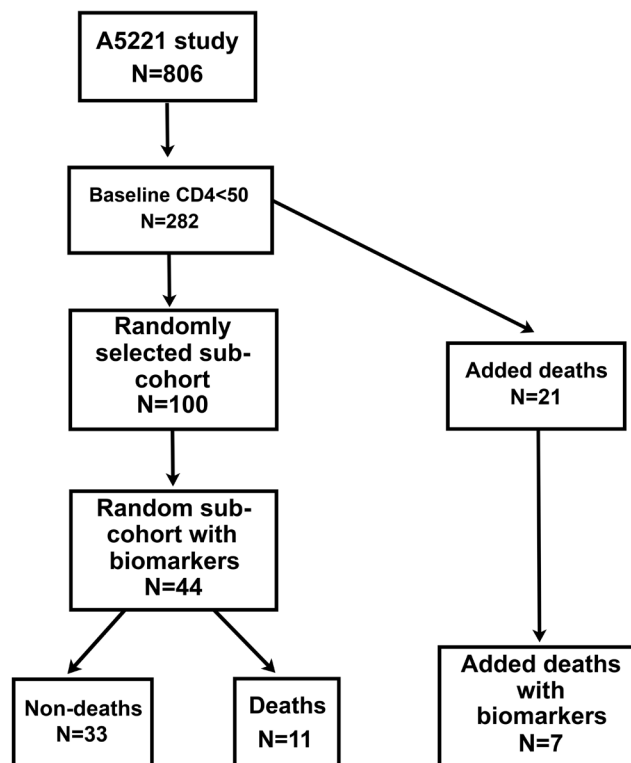 A5221 study
N=806
Baseline CD4<50
N=282
Randomly
selected sub-
cohort
N=100
Added deaths
N=21
Random sub-
cohort with
biomarkers
N=44
Non-deaths
N=33
Deaths
N=11
Added deaths
with
biomarkers
N=7